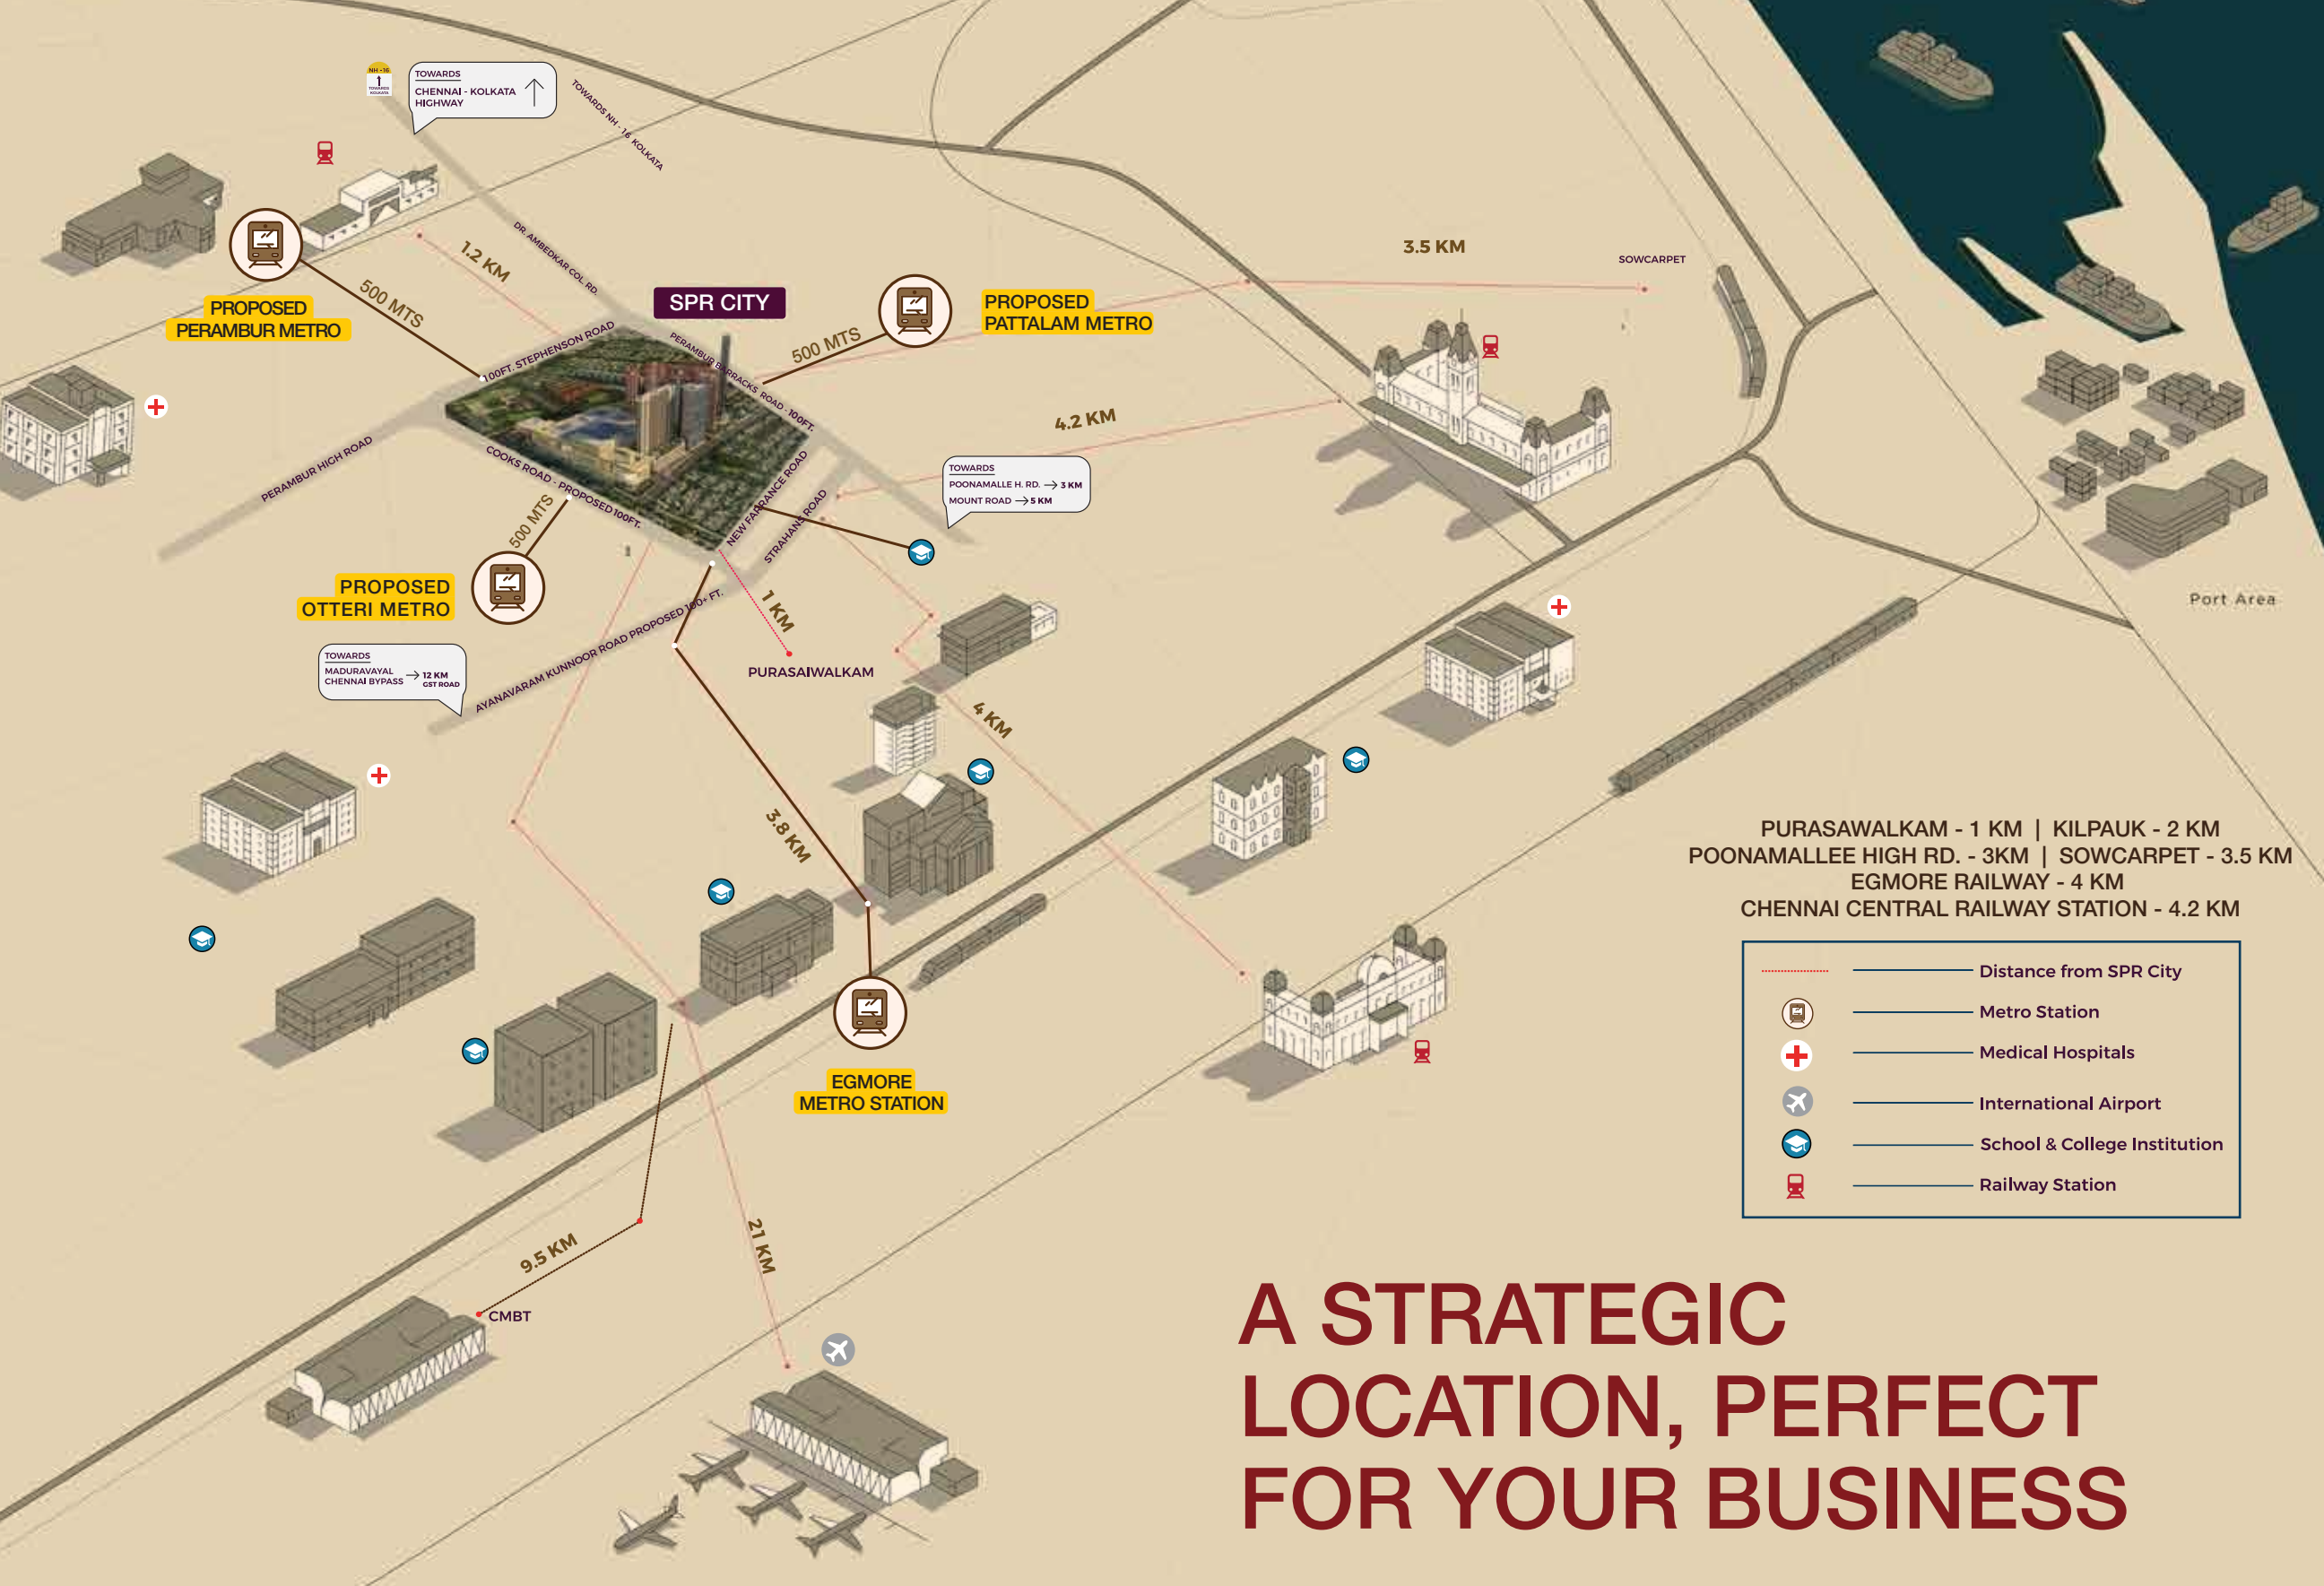 NH -16
↑
TOWARDS
KOLKATA
TOWARDS
CHENNAI - KOLKATA
HIGHWAY
TOWARDS NH - 16 KOLKATA
DR. AMBEDKAR COL. RD.
1.2 KM
500 MTS
PROPOSED
PERAMBUR METRO
SPR CITY
100FT. STEPHENSON ROAD
PERAMBUR BARRACKS ROAD - 100FT.
500 MTS
PROPOSED
PATTALAM METRO
3.5 KM
SOWCARPET
4.2 KM
PERAMBUR HIGH ROAD
COOKS ROAD - PROPOSED 100FT.
NEW FARRANCE ROAD
STRAHANS ROAD
TOWARDS
POONAMALLE H. RD. → 3 KM
MOUNT ROAD → 5 KM
500 MTS
PROPOSED
OTTERI METRO
AYANAVARAM KUNNOOR ROAD PROPOSED 100+ FT.
1 KM
PURASAIWALKAM
TOWARDS
MADURAVAYAL
CHENNAI BYPASS → 12 KM
GST ROAD
Port Area
4 KM
3.8 KM
PURASAWALKAM - 1 KM | KILPAUK - 2 KM
POONAMALLEE HIGH RD. - 3KM | SOWCARPET - 3.5 KM
EGMORE RAILWAY - 4 KM
CHENNAI CENTRAL RAILWAY STATION - 4.2 KM
Distance from SPR City
Metro Station
Medical Hospitals
International Airport
School & College Institution
Railway Station
EGMORE
METRO STATION
9.5 KM
21 KM
CMBT
A STRATEGIC
LOCATION, PERFECT
FOR YOUR BUSINESS